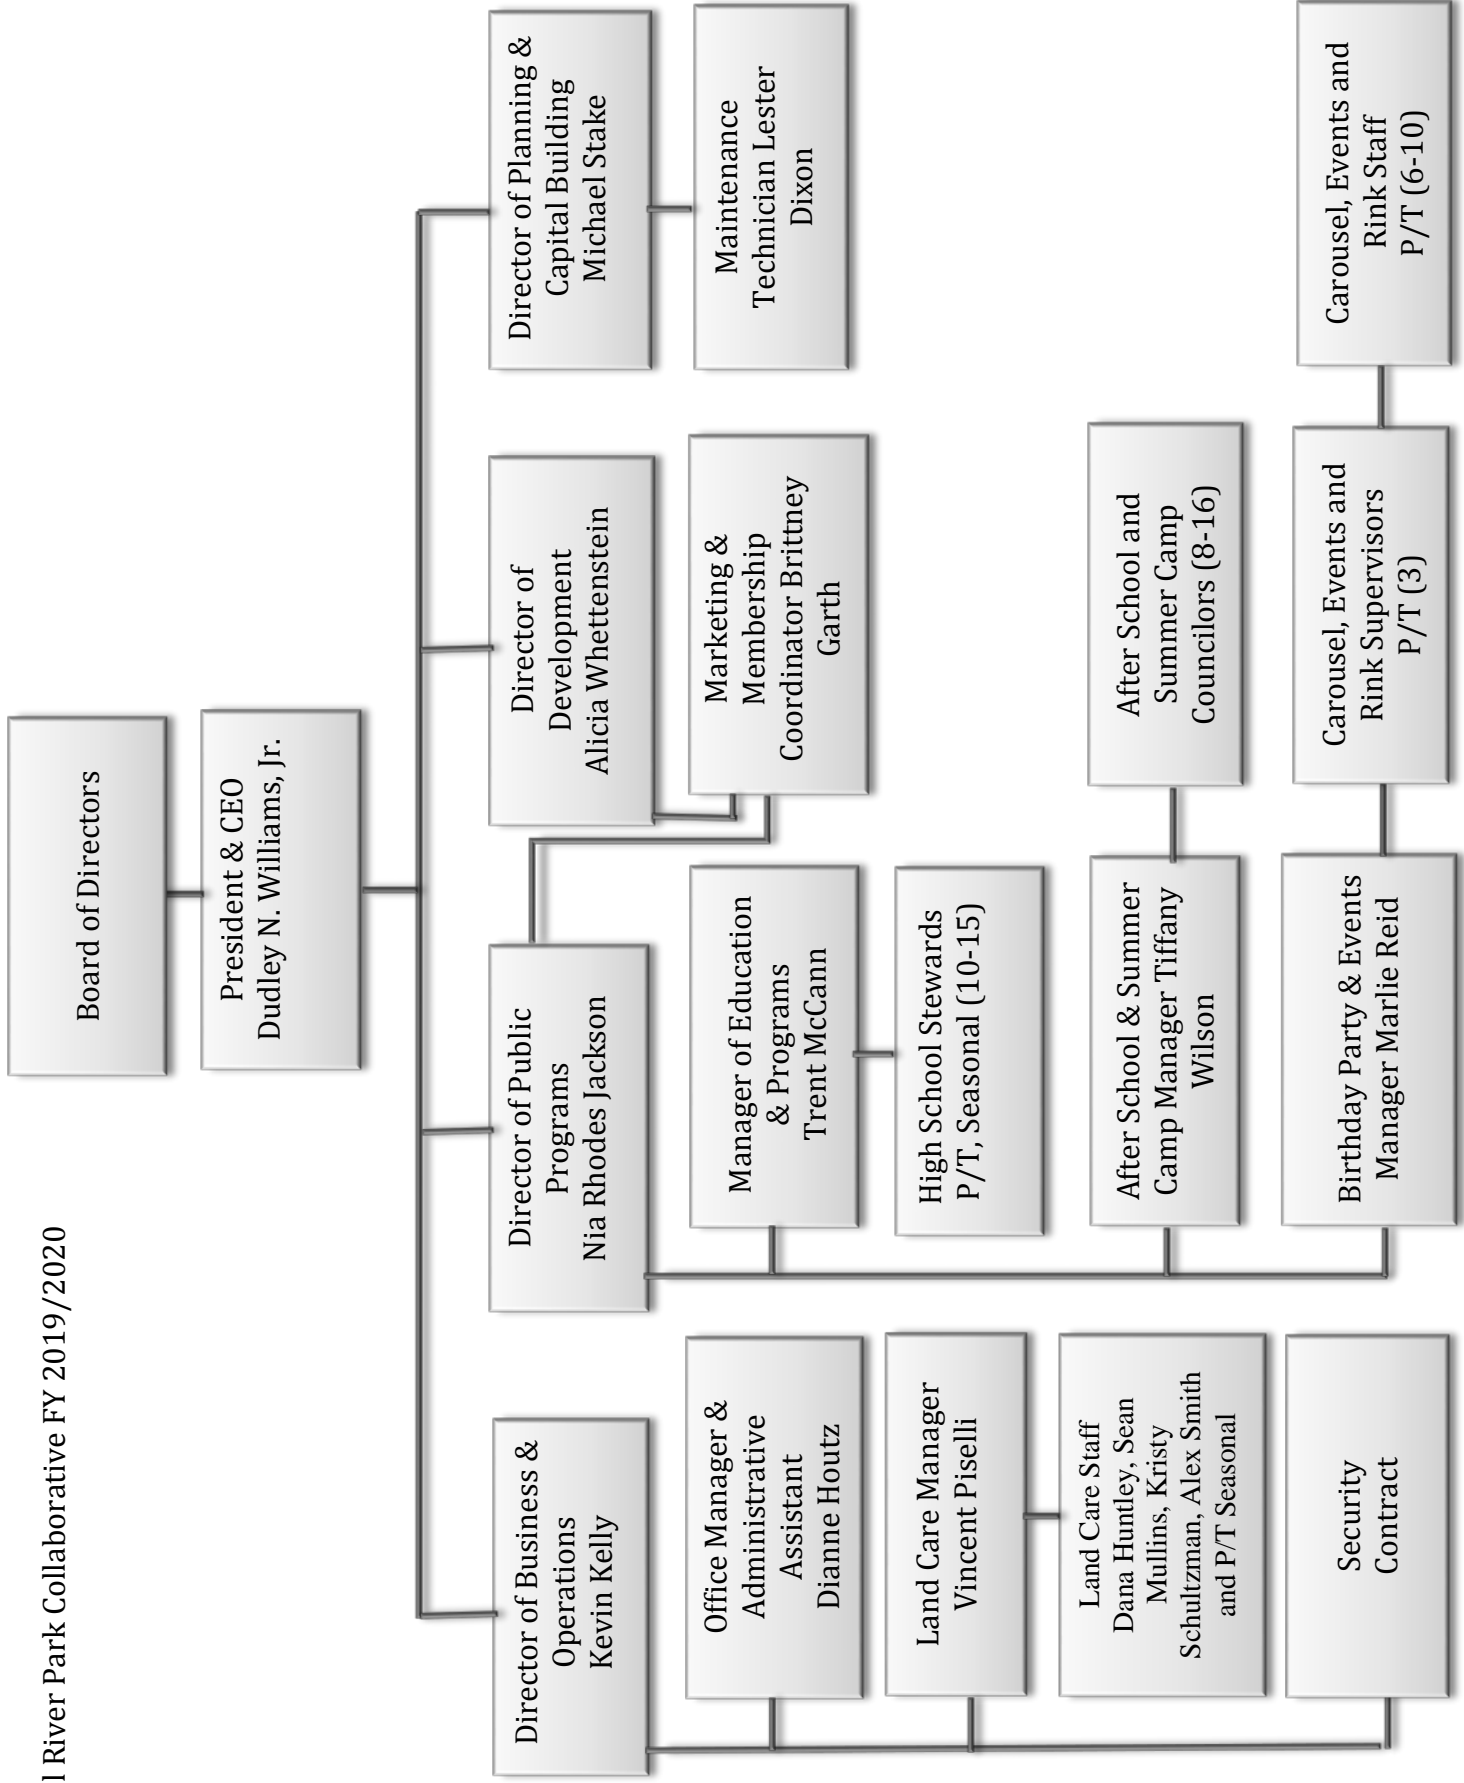 l River Park Collaborative FY 2019/2020
Board of Directors
President & CEO
Dudley N. Williams, Jr.
Director of Business &
Operations
Kevin Kelly
Director of Public
Programs
Nia Rhodes Jackson
Director of
Development
Alicia Whettenstein
Director of Planning &
Capital Building
Michael Stake
Office Manager &
Administrative
Assistant
Dianne Houtz
Manager of Education
& Programs
Trent McCann
Marketing &
Membership
Coordinator Brittney
Garth
Maintenance
Technician Lester
Dixon
Land Care Manager
Vincent Piselli
High School Stewards
P/T, Seasonal (10-15)
Land Care Staff
Dana Huntley, Sean
Mullins, Kristy
Schultzman, Alex Smith
and P/T Seasonal
After School & Summer
Camp Manager Tiffany
Wilson
After School and
Summer Camp
Councilors (8-16)
Security
Contract
Birthday Party & Events
Manager Marlie Reid
Carousel, Events and
Rink Supervisors
P/T (3)
Carousel, Events and
Rink Staff
P/T (6-10)